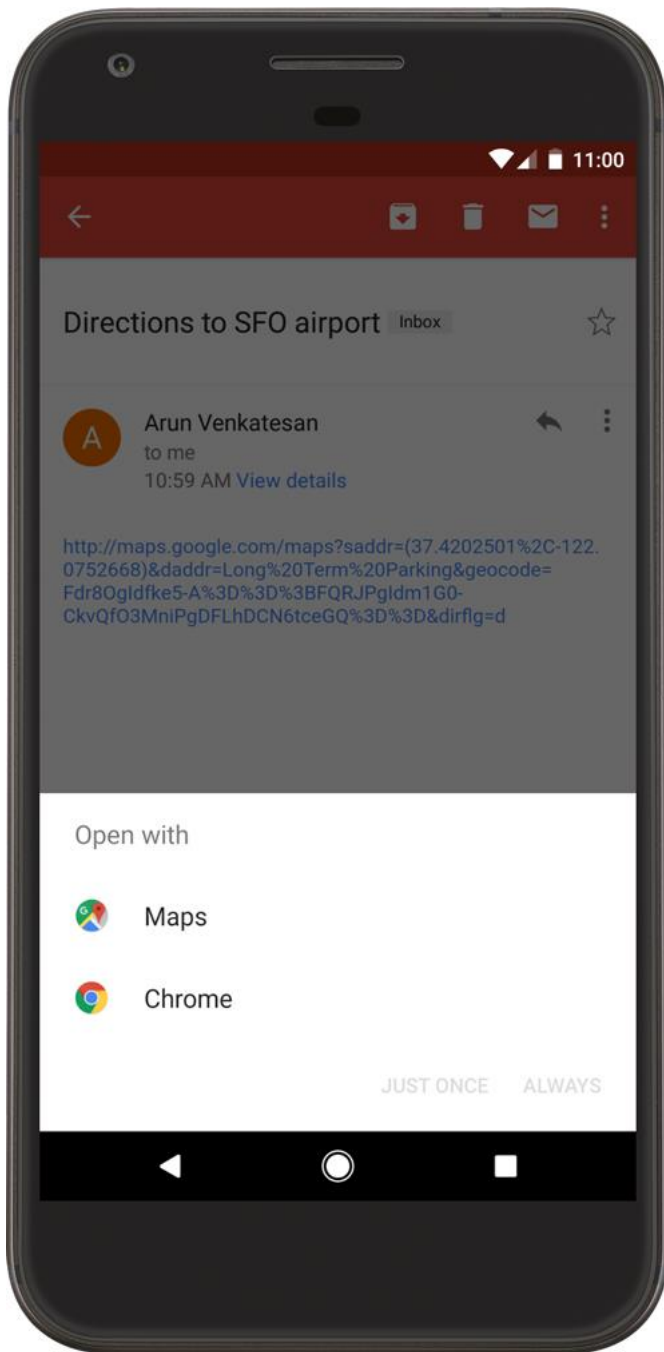 11:00
Directions to SFO airport Inbox
A Arun Venkatesan
to me
10:59 AM View details
http://maps.google.com/maps?saddr=(37.4202501%2C-122.
0752668)&daddr=Long%20Term%20Parking&geocode=
Fdr8OgIdfke5-A%3D%3D%3BFQRJPgIdm1G0-
CkvQfO3MniPgDFLhDCN6tceGQ%3D%3D&dirflg=d
Open with
G Maps
Chrome
JUST ONCE ALWAYS